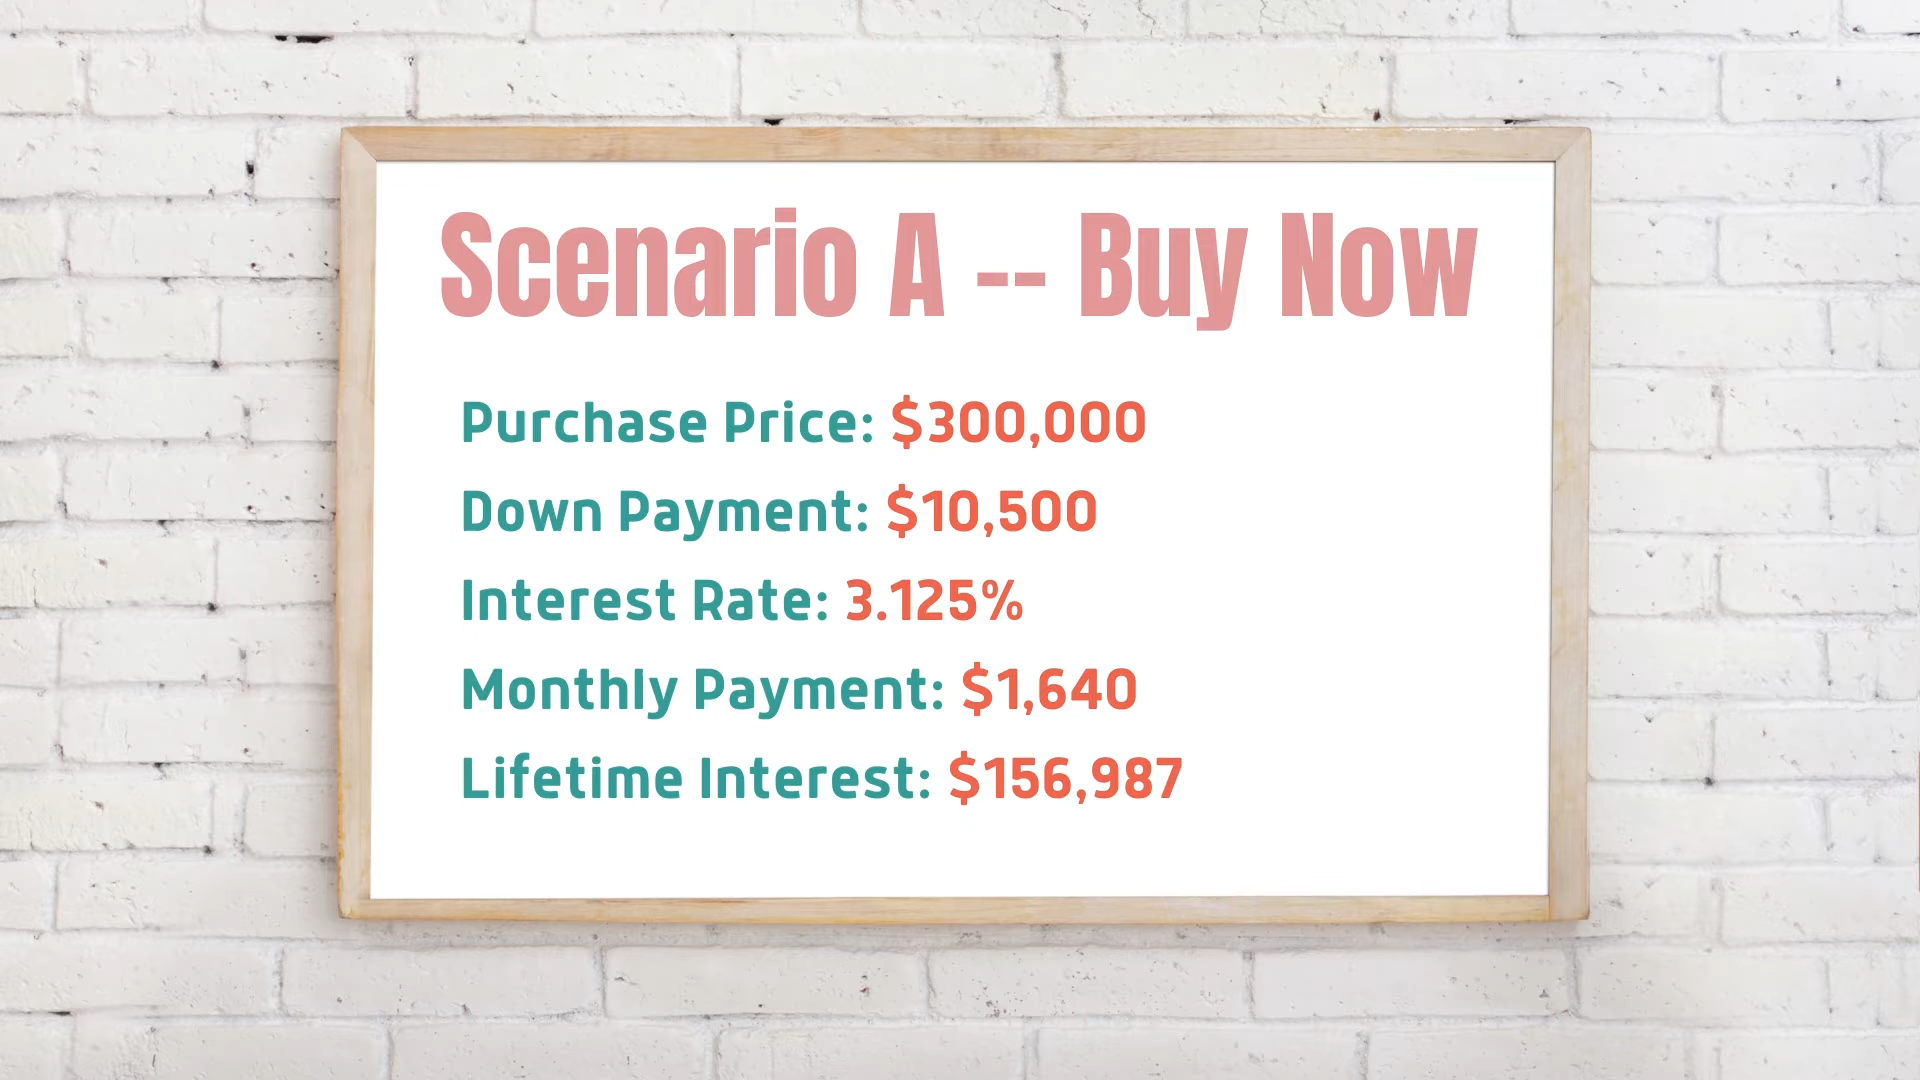 Scenario A -- Buy Now
Purchase Price: $300,000
Down Payment: $10,500
Interest Rate: 3.125%
Monthly Payment: $1,640
Lifetime Interest: $156,987